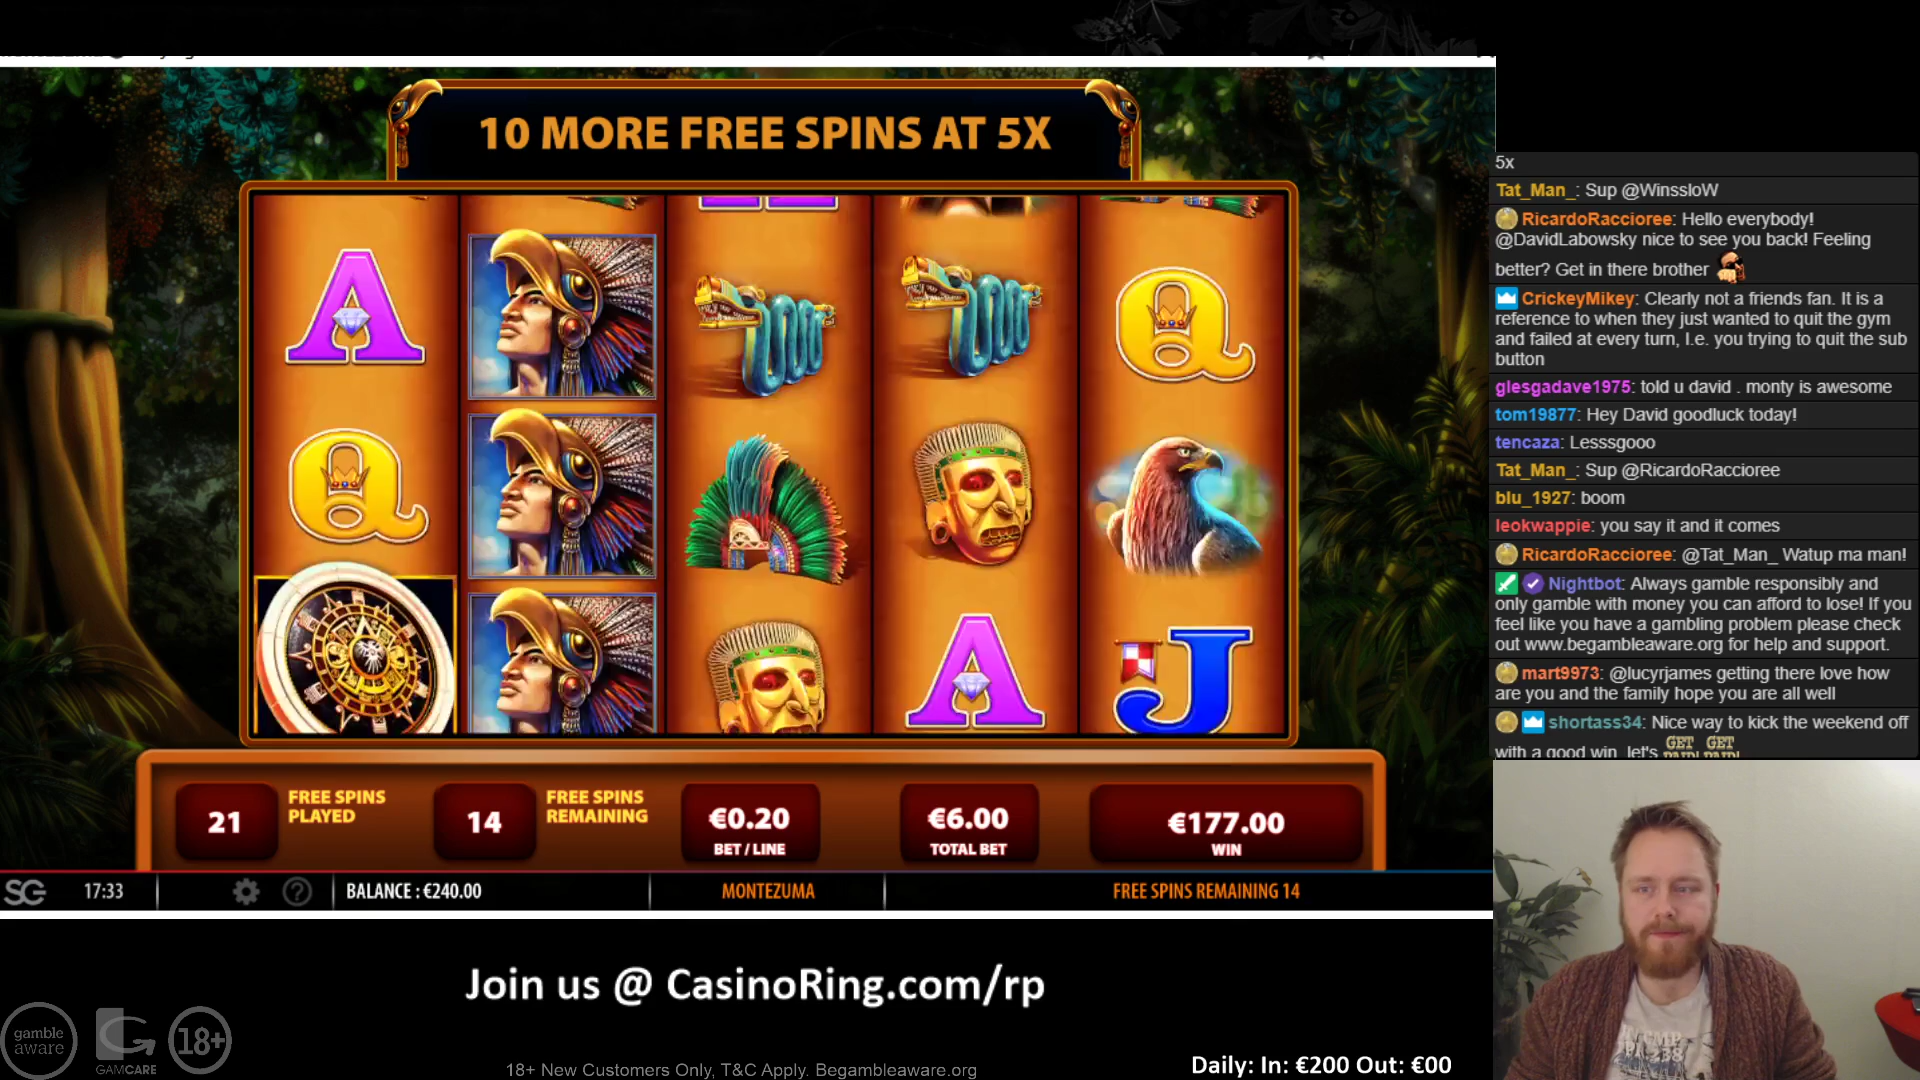 10 MORE FREE SPINS AT 5X
A
Q
Q
A
J
21
FREE SPINS
PLAYED
14
FREE SPINS
REMAINING
€0.20
BET / LINE
€6.00
TOTAL BET
€177.00
WIN
SG
17:33
?
BALANCE : €240.00
MONTEZUMA
FREE SPINS REMAINING 14
Join us @ CasinoRing.com/rp
gamble
aware
GAMCARE
18+
18+ New Customers Only, T&C Apply. Begambleaware.org
Daily: In: €200 Out: €00
5x
Tat_Man_: Sup @WinssloW
RicardoRaccioree: Hello everybody!
@DavidLabowsky nice to see you back! Feeling
better? Get in there brother
CrickeyMikey: Clearly not a friends fan. It is a
reference to when they just wanted to quit the gym
and failed at every turn, I.e. you trying to quit the sub
button
glesgadave1975: told u david . monty is awesome
tom19877: Hey David goodluck today!
tencaza: Lesssgooo
Tat_Man_: Sup @RicardoRaccioree
blu_1927: boom
leokwappie: you say it and it comes
RicardoRaccioree: @Tat_Man_ Watup ma man!
Nightbot: Always gamble responsibly and
only gamble with money you can afford to lose! If you
feel like you have a gambling problem please check
out www.begambleaware.org for help and support.
mart9973: @lucyrjames getting there love how
are you and the family hope you are all well
shortass34: Nice way to kick the weekend off
with a good win, let's GET PAID! GET PAID!